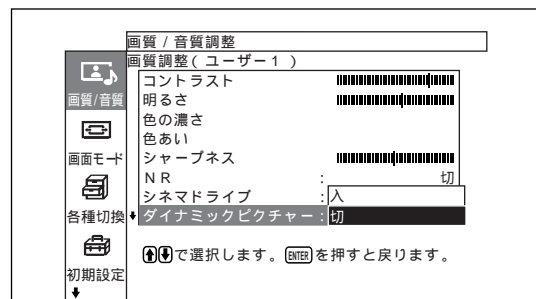 画質/音質調整
画質調整(ユーザー1)
コントラスト
明るさ
色の濃さ
色あい
シャープネス
NR : 切
シネマドライブ : 入
ダイナミックピクチャー : 切
画質/音質
画面モード
各種切換
初期設定
で選択します。ENTERを押すと戻ります。